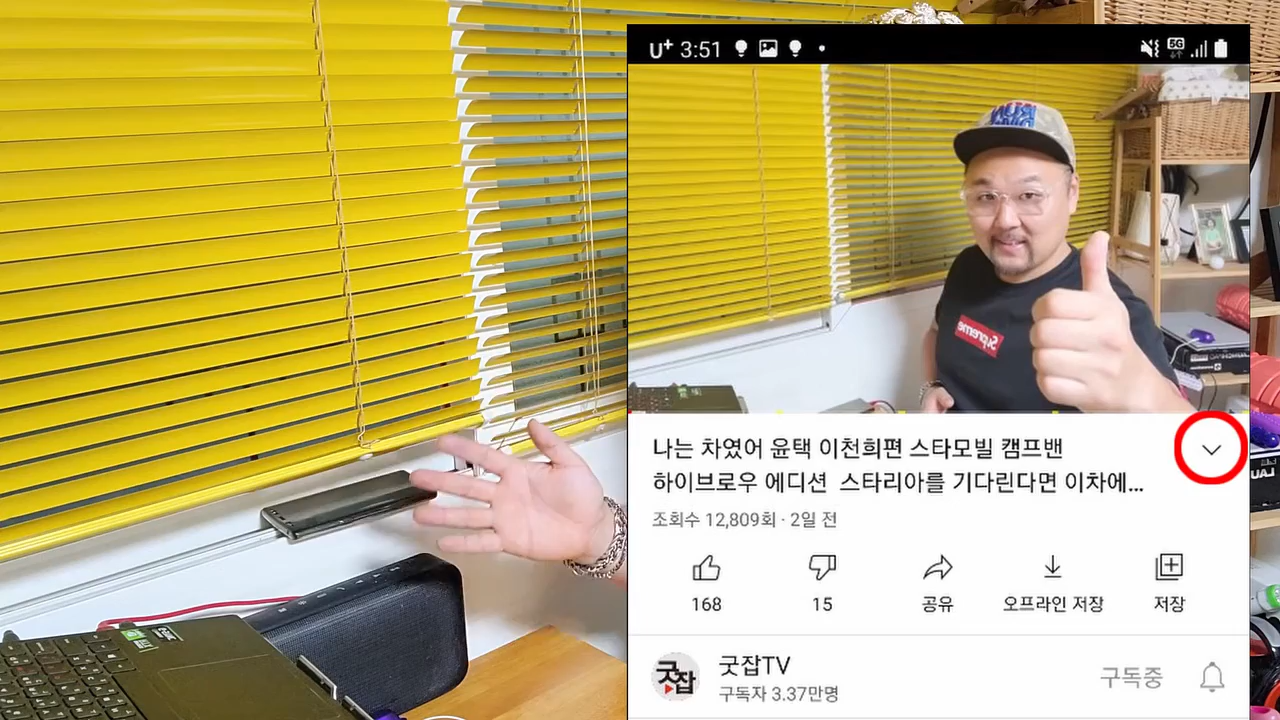 U+ 3:51
5G
Supreme
나는 차였어 윤택 이천희편 스타모빌 캠프밴
하이브로우 에디션 스타리아를 기다린다면 이차에...
조회수 12,809회 · 2일 전
168
15
공유
오프라인 저장
저장
굿잡
굿잡TV
구독자 3.37만명
구독중
LAU